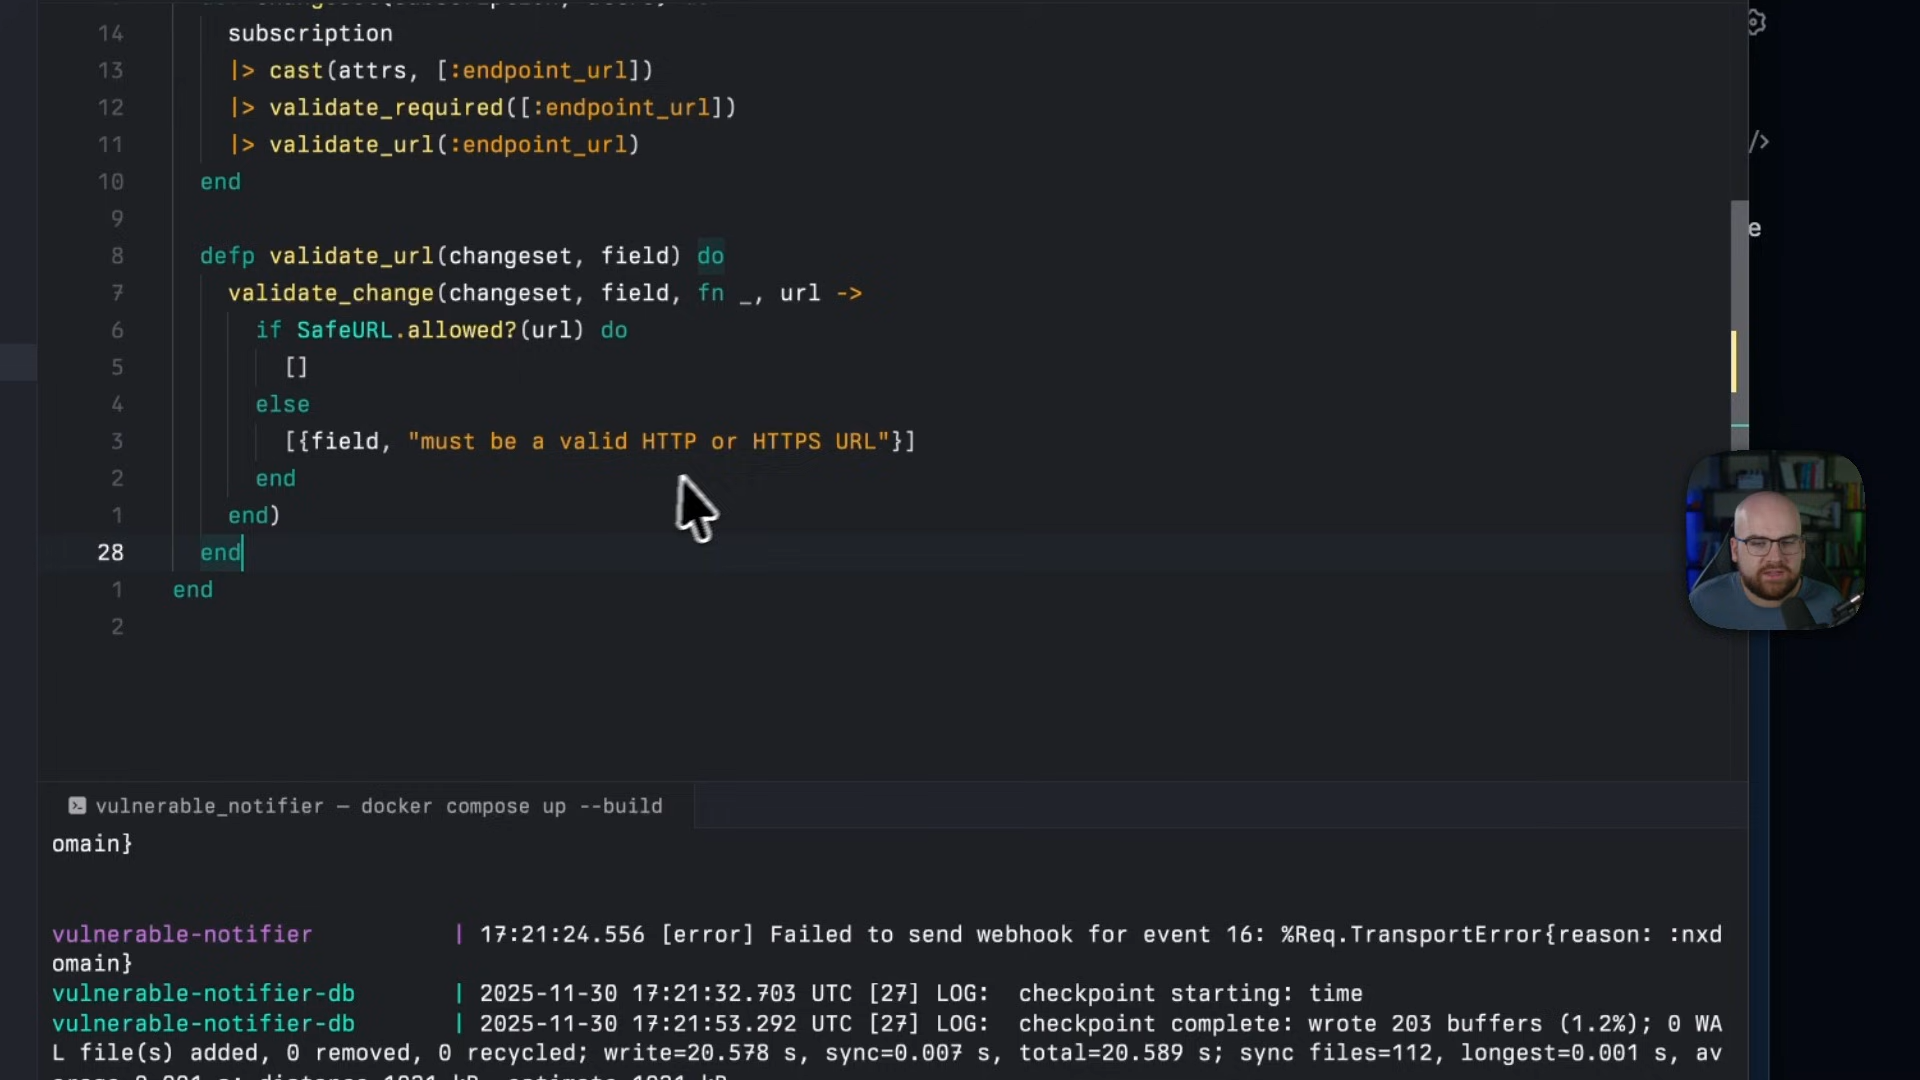 14 subscription
13 |> cast(attrs, [:endpoint_url])
12 |> validate_required([:endpoint_url])
11 |> validate_url(:endpoint_url)
10 end
9
8 defp validate_url(changeset, field) do
7 validate_change(changeset, field, fn _, url ->
6 if SafeURL.allowed?(url) do
5 []
4 else
3 [{field, "must be a valid HTTP or HTTPS URL"}]
2 end
1 end)
28 end
1 end
2
/>
e
vulnerable_notifier — docker compose up --build
omain}
vulnerable-notifier | 17:21:24.556 [error] Failed to send webhook for event 16: %Req.TransportError{reason: :nxd
omain}
vulnerable-notifier-db | 2025-11-30 17:21:32.703 UTC [27] LOG: checkpoint starting: time
vulnerable-notifier-db | 2025-11-30 17:21:53.292 UTC [27] LOG: checkpoint complete: wrote 203 buffers (1.2%); 0 WA
L file(s) added, 0 removed, 0 recycled; write=20.578 s, sync=0.007 s, total=20.589 s; sync files=112, longest=0.001 s, av